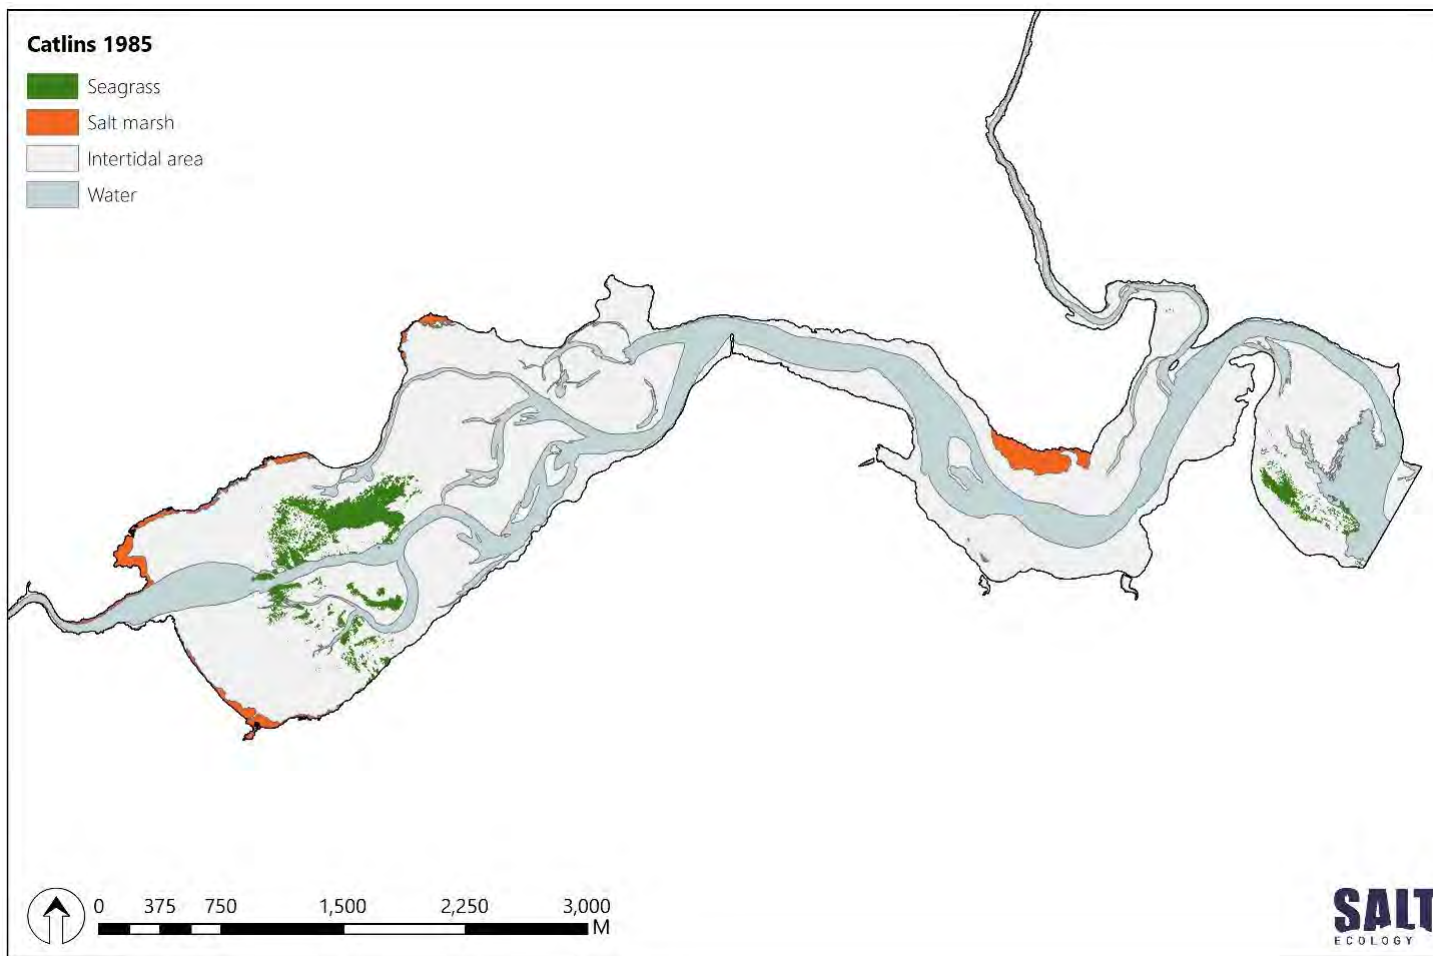 Catlins 1985
Seagrass
Salt marsh
Intertidal area
Water
0 375 750 1,500 2,250 3,000
M
SALT
ECOLOGY